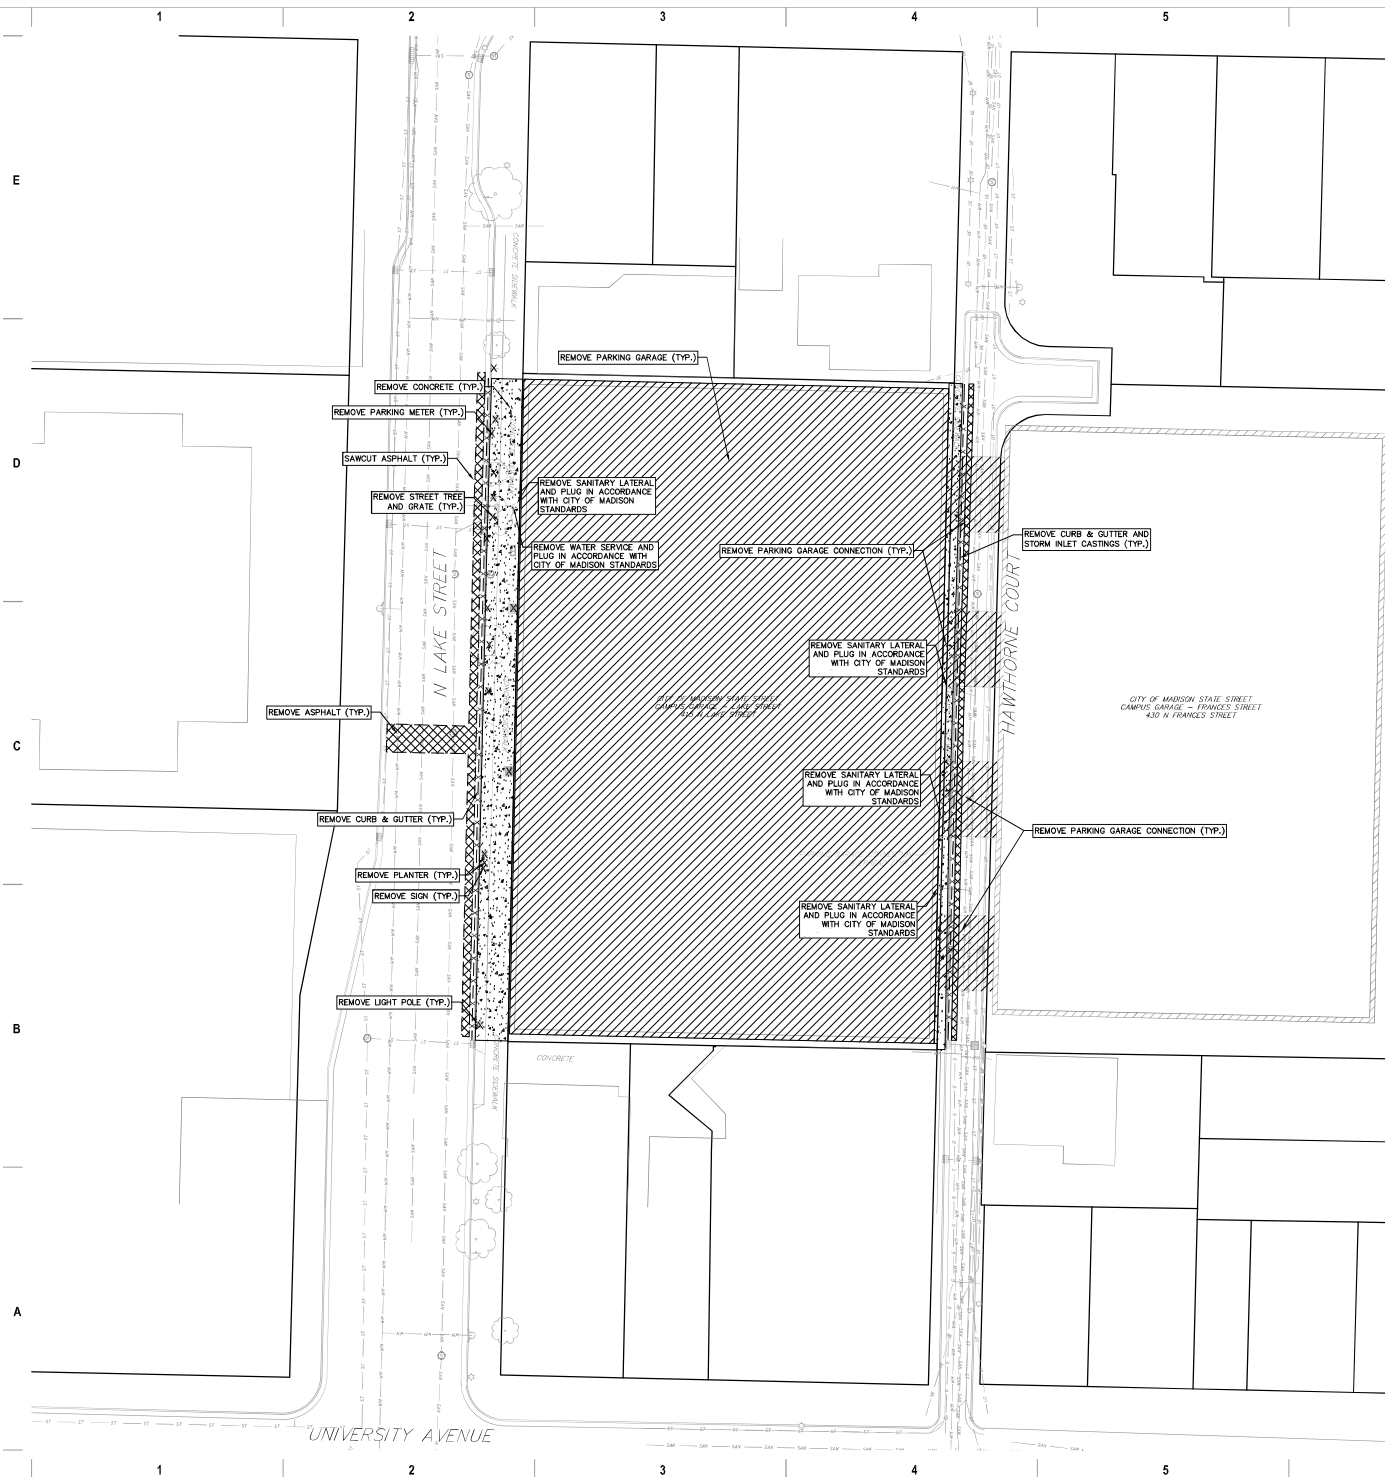 1 2 3 4 5
E
CONCRETE SIDEWALK
REMOVE PARKING GARAGE (TYP.)
REMOVE CONCRETE (TYP.)
REMOVE PARKING METER (TYP.)
D
SAWCUT ASPHALT (TYP.)
REMOVE STREET TREE
AND GRATE (TYP.)
REMOVE SANITARY LATERAL
AND PLUG IN ACCORDANCE
WITH CITY OF MADISON
STANDARDS
REMOVE WATER SERVICE AND
PLUG IN ACCORDANCE WITH
CITY OF MADISON STANDARDS
REMOVE PARKING GARAGE CONNECTION (TYP.)
REMOVE CURB & GUTTER AND
STORM INLET CASTINGS (TYP.)
N LAKE STREET
HAWTHORNE COURT
REMOVE SANITARY LATERAL
AND PLUG IN ACCORDANCE
WITH CITY OF MADISON
STANDARDS
CITY OF MADISON STATE STREET
CAMPUS GARAGE - LAKE STREET
415 N LAKE STREET
CITY OF MADISON STATE STREET
CAMPUS GARAGE - FRANCES STREET
430 N FRANCES STREET
REMOVE ASPHALT (TYP.)
C
REMOVE SANITARY LATERAL
AND PLUG IN ACCORDANCE
WITH CITY OF MADISON
STANDARDS
REMOVE CURB & GUTTER (TYP.)
REMOVE PARKING GARAGE CONNECTION (TYP.)
REMOVE PLANTER (TYP.)
REMOVE SIGN (TYP.)
REMOVE SANITARY LATERAL
AND PLUG IN ACCORDANCE
WITH CITY OF MADISON
STANDARDS
REMOVE LIGHT POLE (TYP.)
B
CONCRETE
CONCRETE SIDEWALK
A
UNIVERSITY AVENUE
1 2 3 4 5